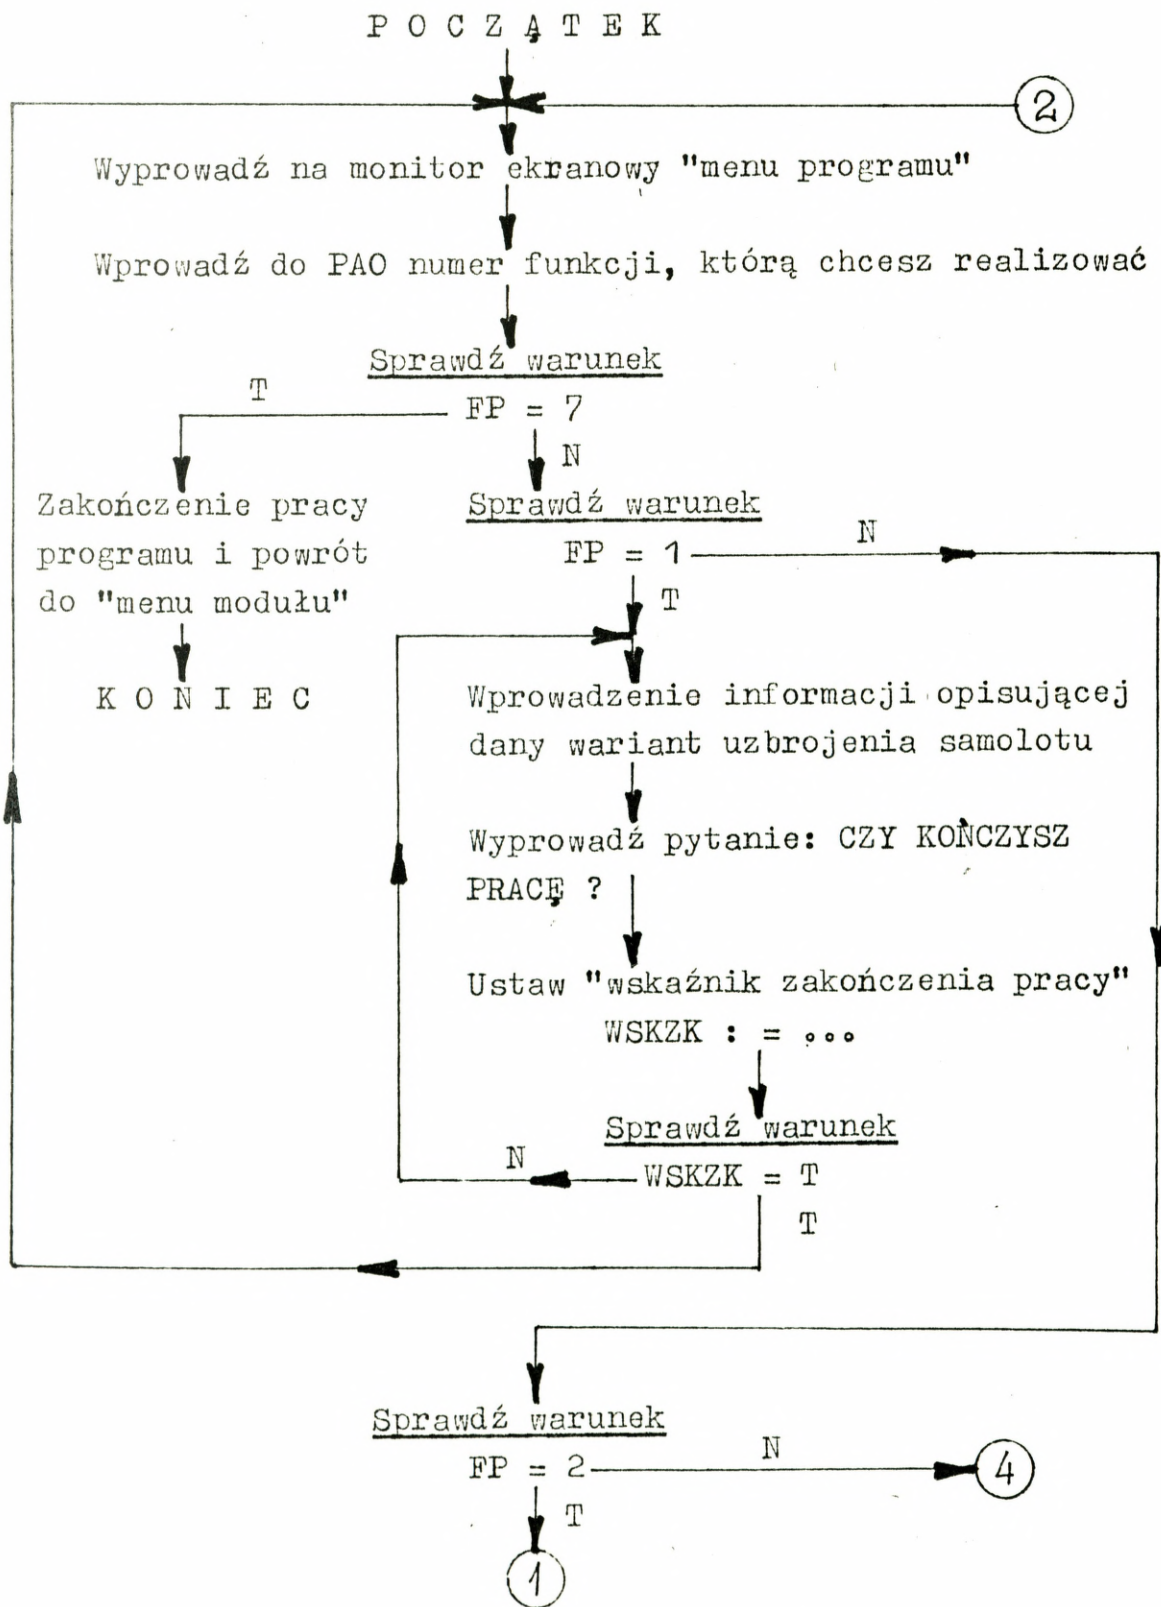 P O C Z Ą T E K
2
Wyprowadź na monitor ekranowy "menu programu"
Wprowadź do PAO numer funkcji, którą chcesz realizować
Sprawdź warunek
T
FP = 7
N
Zakończenie pracy
programu i powrót
do "menu modułu"
K O N I E C
Sprawdź warunek
N
FP = 1
T
Wprowadzenie informacji opisującej
dany wariant uzbrojenia samolotu
Wyprowadź pytanie: CZY KOŃCZYSZ
PRACĘ ?
Ustaw "wskaźnik zakończenia pracy"
WSKZK : = ...
Sprawdź warunek
N
WSKZK = T
T
Sprawdź warunek
FP = 2
N
4
T
1